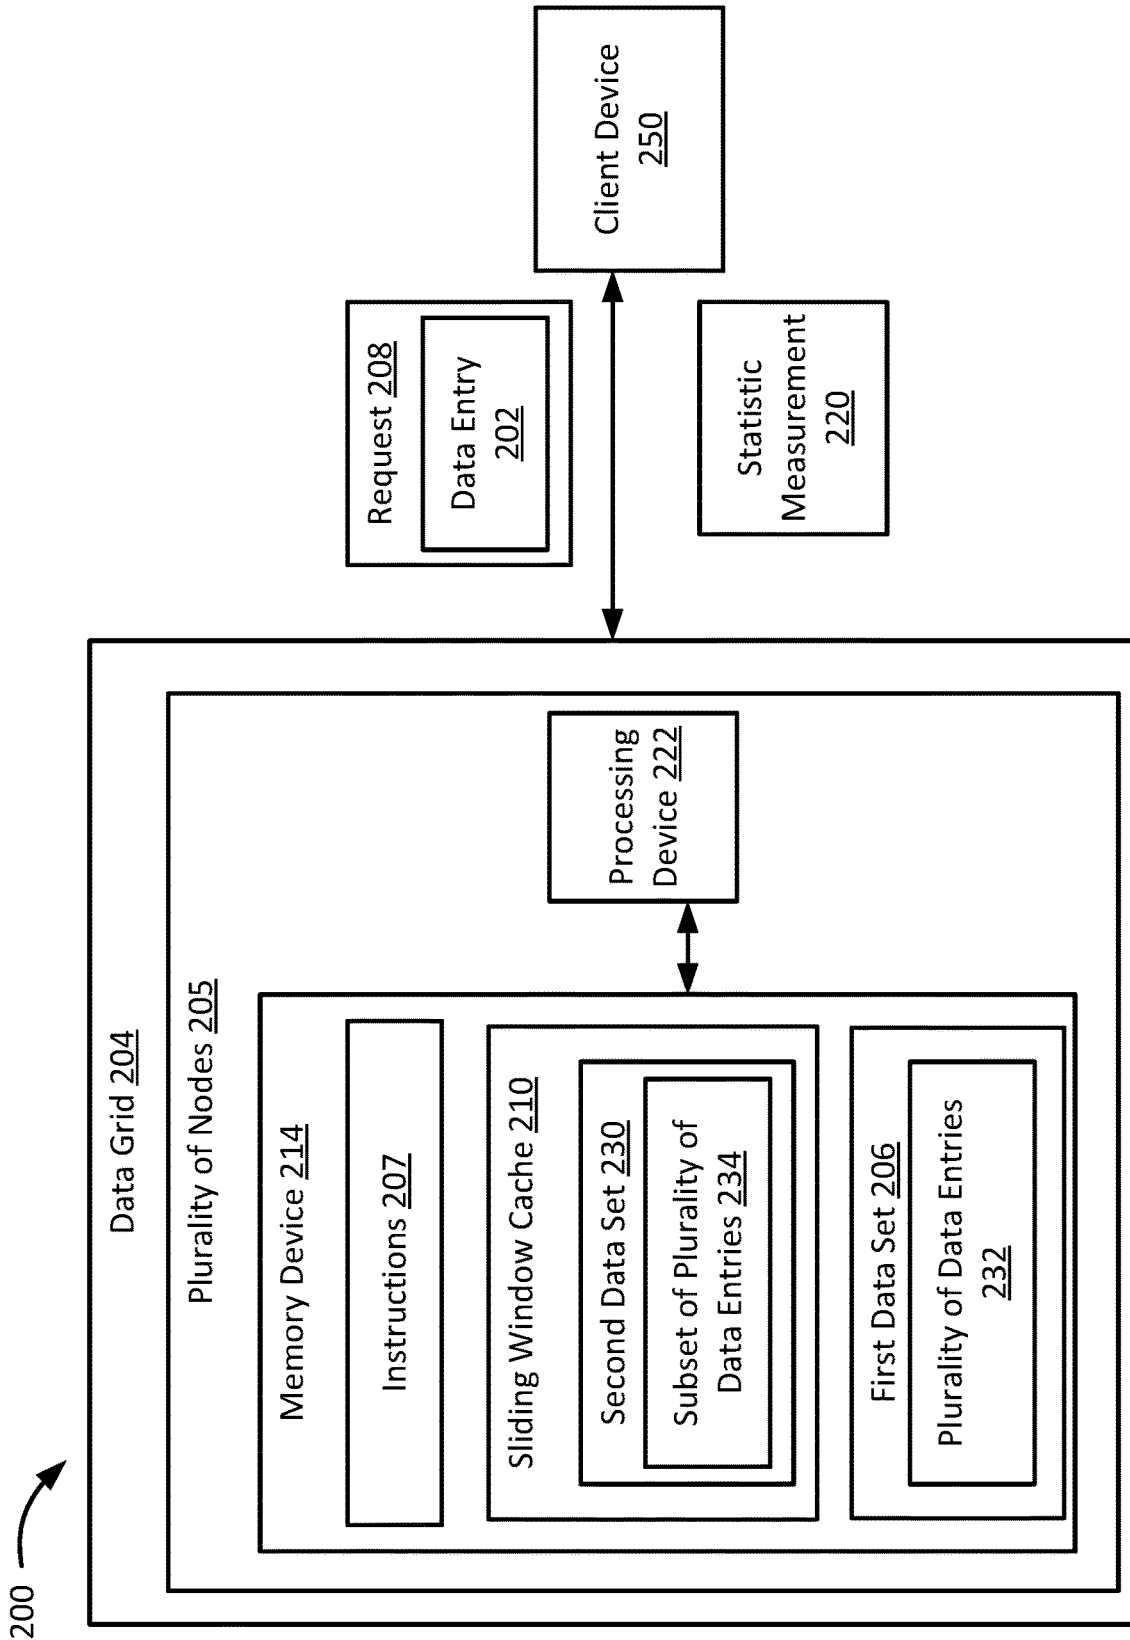 200
Data Grid 204
Plurality of Nodes 205
Memory Device 214
Instructions 207
Sliding Window Cache 210
Second Data Set 230
Subset of Plurality of
Data Entries 234
First Data Set 206
Plurality of Data Entries
232
Processing
Device 222
Request 208
Data Entry
202
Statistic
Measurement
220
Client Device
250